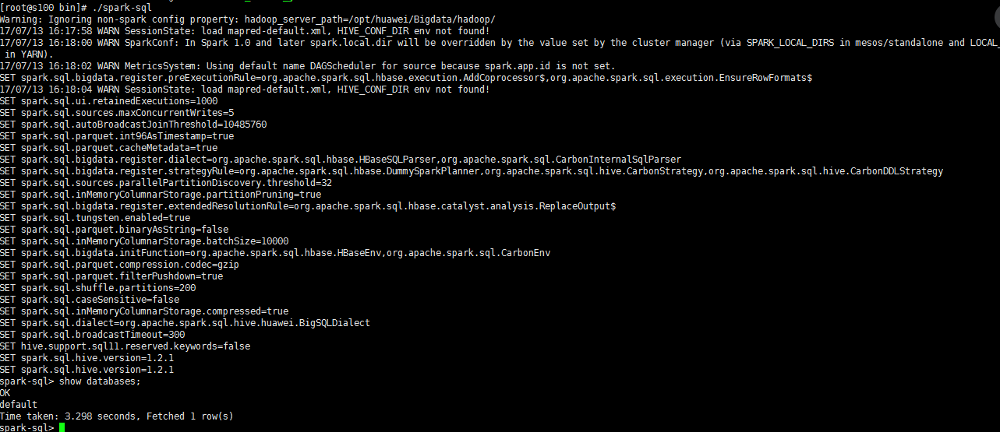 [root@s100 bin]# ./spark-sql
Warning: Ignoring non-spark config property: hadoop_server_path=/opt/huawei/Bigdata/hadoop/
17/07/13 16:17:58 WARN SessionState: load mapred-default.xml, HIVE_CONF_DIR env not found!
17/07/13 16:18:00 WARN SparkConf: In Spark 1.0 and later spark.local.dir will be overridden by the value set by the cluster manager (via SPARK_LOCAL_DIRS in mesos/standalone and LOCAL_
in YARN).
17/07/13 16:18:02 WARN MetricsSystem: Using default name DAGScheduler for source because spark.app.id is not set.
SET spark.sql.bigdata.register.preExecutionRule=org.apache.spark.sql.hbase.execution.AddCoprocessor$,org.apache.spark.sql.execution.EnsureRowFormats$
17/07/13 16:18:04 WARN SessionState: load mapred-default.xml, HIVE_CONF_DIR env not found!
SET spark.sql.ui.retainedExecutions=1000
SET spark.sql.sources.maxConcurrentWrites=5
SET spark.sql.autoBroadcastJoinThreshold=10485760
SET spark.sql.parquet.int96AsTimestamp=true
SET spark.sql.parquet.cacheMetadata=true
SET spark.sql.bigdata.register.dialect=org.apache.spark.sql.hbase.HBaseSQLParser,org.apache.spark.sql.CarbonInternalSqlParser
SET spark.sql.bigdata.register.strategyRule=org.apache.spark.sql.hbase.DummySparkPlanner,org.apache.spark.sql.hive.CarbonStrategy,org.apache.spark.sql.hive.CarbonDDLStrategy
SET spark.sql.sources.parallelPartitionDiscovery.threshold=32
SET spark.sql.inMemoryColumnarStorage.partitionPruning=true
SET spark.sql.bigdata.register.extendedResolutionRule=org.apache.spark.sql.hbase.catalyst.analysis.ReplaceOutput$
SET spark.sql.tungsten.enabled=true
SET spark.sql.parquet.binaryAsString=false
SET spark.sql.inMemoryColumnarStorage.batchSize=10000
SET spark.sql.bigdata.initFunction=org.apache.spark.sql.hbase.HBaseEnv,org.apache.spark.sql.CarbonEnv
SET spark.sql.parquet.compression.codec=gzip
SET spark.sql.parquet.filterPushdown=true
SET spark.sql.shuffle.partitions=200
SET spark.sql.caseSensitive=false
SET spark.sql.inMemoryColumnarStorage.compressed=true
SET spark.sql.dialect=org.apache.spark.sql.hive.huawei.BigSQLDialect
SET spark.sql.broadcastTimeout=300
SET hive.support.sql11.reserved.keywords=false
SET spark.sql.hive.version=1.2.1
SET spark.sql.hive.version=1.2.1
spark-sql> show databases;
OK
default
Time taken: 3.298 seconds, Fetched 1 row(s)
spark-sql>